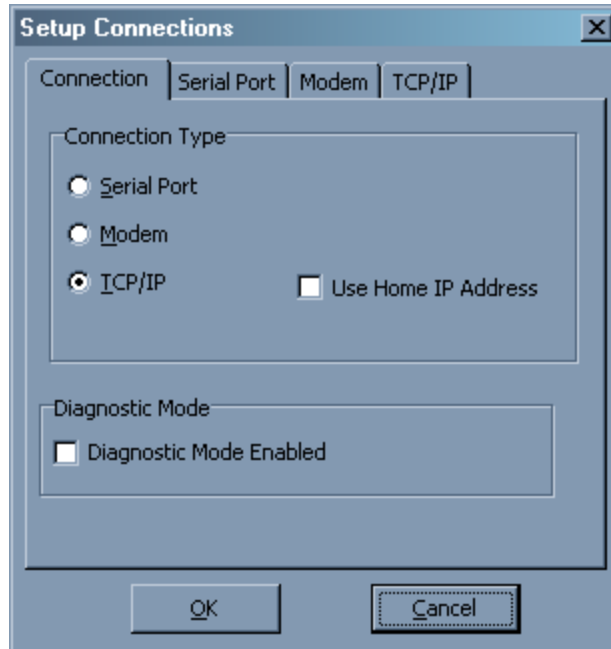 Setup Connections
Connection Serial Port Modem TCP/IP
Connection Type
Serial Port
Modem
TCP/IP Use Home IP Address
Diagnostic Mode
Diagnostic Mode Enabled
OK Cancel